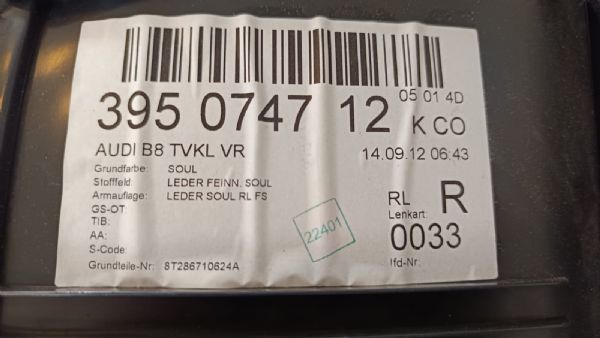 05 01 4D
395 0747 12 K CO
AUDI B8 TVKL VR 14.09.12 06:43
Grundfarbe: SOUL
Stofffeld: LEDER FEINN. SOUL
Armauflage: LEDER SOUL RL FS
GS-OT:
TIB:
AA:
S-Code:
Grundteile-Nr: 8T286710624A
22401
RL R
Lenkart:
0033
lfd-Nr: